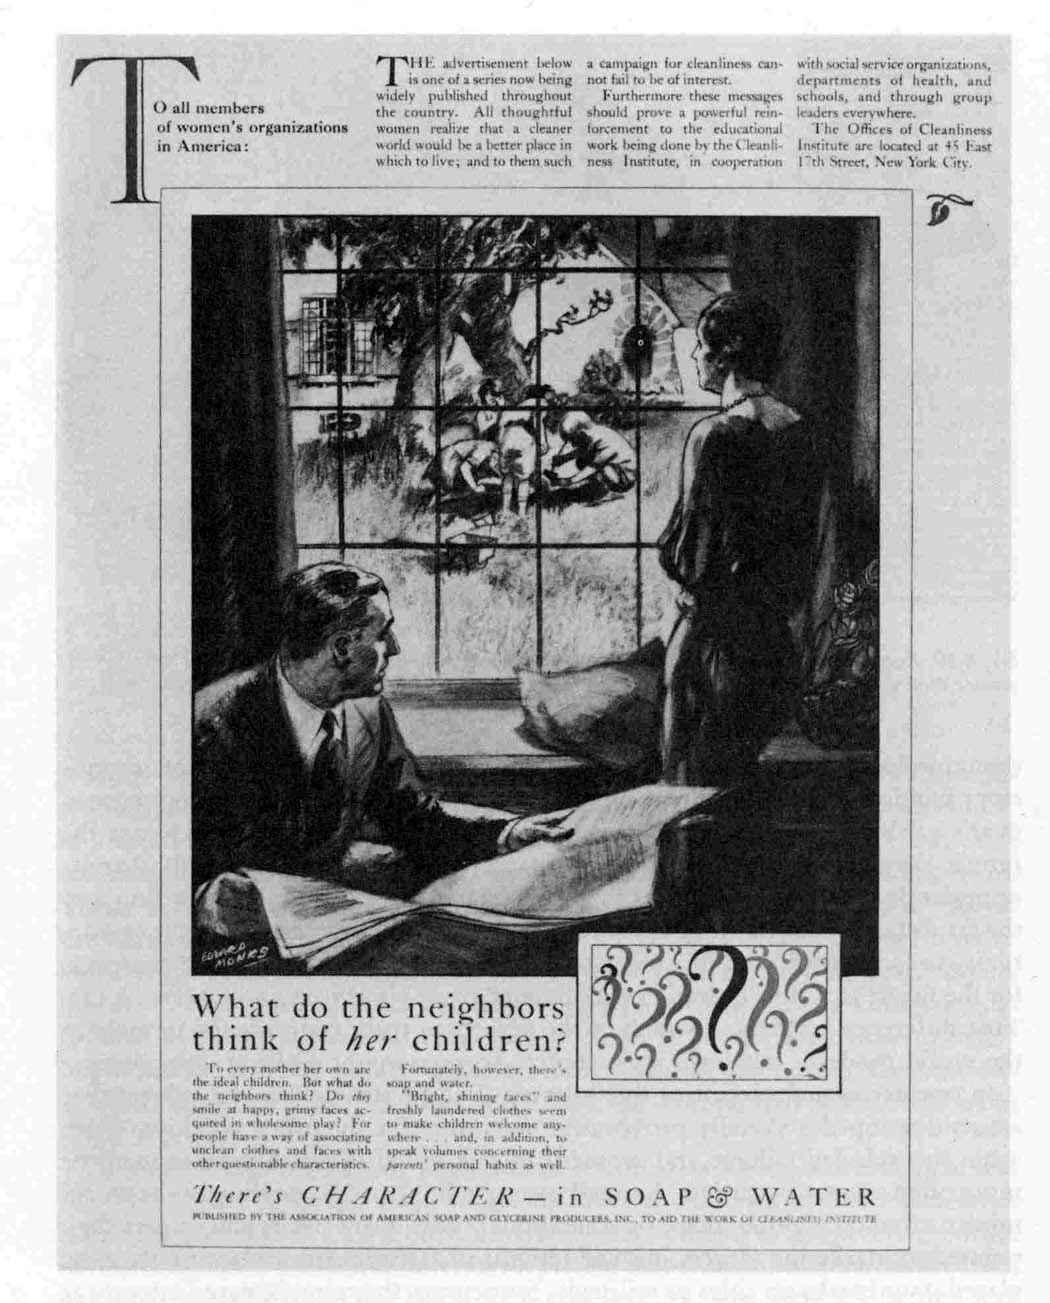 TO all members
of women's organizations
in America:
THE advertisement below
is one of a series now being
widely published throughout
the country. All thoughtful
women realize that a cleaner
world would be a better place in
which to live; and to them such
a campaign for cleanliness can-
not fail to be of interest.
Furthermore these messages
should prove a powerful rein-
forcement to the educational
work being done by the Cleanli-
ness Institute, in cooperation
with social service organizations,
departments of health, and
schools, and through group
leaders everywhere.
The Offices of Cleanliness
Institute are located at 45 East
17th Street, New York City.
EDWARD
MONKS
What do the neighbors
think of her children?
To every mother her own are
the ideal children. But what do
the neighbors think? Do they
smile at happy, grimy faces ac-
quired in wholesome play? For
people have a way of associating
unclean clothes and faces with
other questionable characteristics.
Fortunately, however, there's
soap and water.
"Bright, shining faces" and
freshly laundered clothes seem
to make children welcome any-
where . . . and, in addition, to
speak volumes concerning their
parents' personal habits as well.
????????????????
There's CHARACTER — in SOAP & WATER
PUBLISHED BY THE ASSOCIATION OF AMERICAN SOAP AND GLYCERINE PRODUCERS, INC., TO AID THE WORK OF CLEANLINESS INSTITUTE